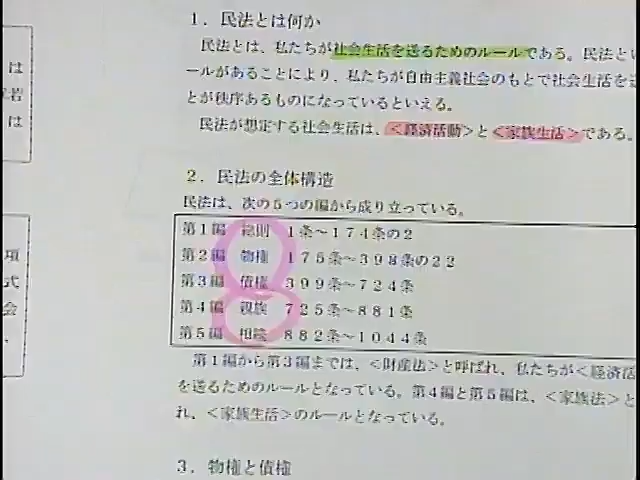 １．民法とは何か
民法とは、私たちが社会生活を送るためのルールである。民法とい
ールがあることにより、私たちが自由主義社会のもとで社会生活を送
とが秩序あるものになっているといえる。
民法が想定する社会生活は、＜経済活動＞と＜家族生活＞である。
２．民法の全体構造
民法は、次の５つの編から成り立っている。
第１編 総則 １条～１７４条の２
第２編 物権 １７５条～３９８条の２２
第３編 債権 ３９９条～７２４条
第４編 親族 ７２５条～８８１条
第５編 相続 ８８２条～１０４４条
第１編から第３編までは、＜財産法＞と呼ばれ、私たちが＜経済活
を送るためのルールとなっている。第４編と第５編は、＜家族法＞と
れ、＜家族生活＞のルールとなっている。
３．物権と債権
は
若
は
項
式
会